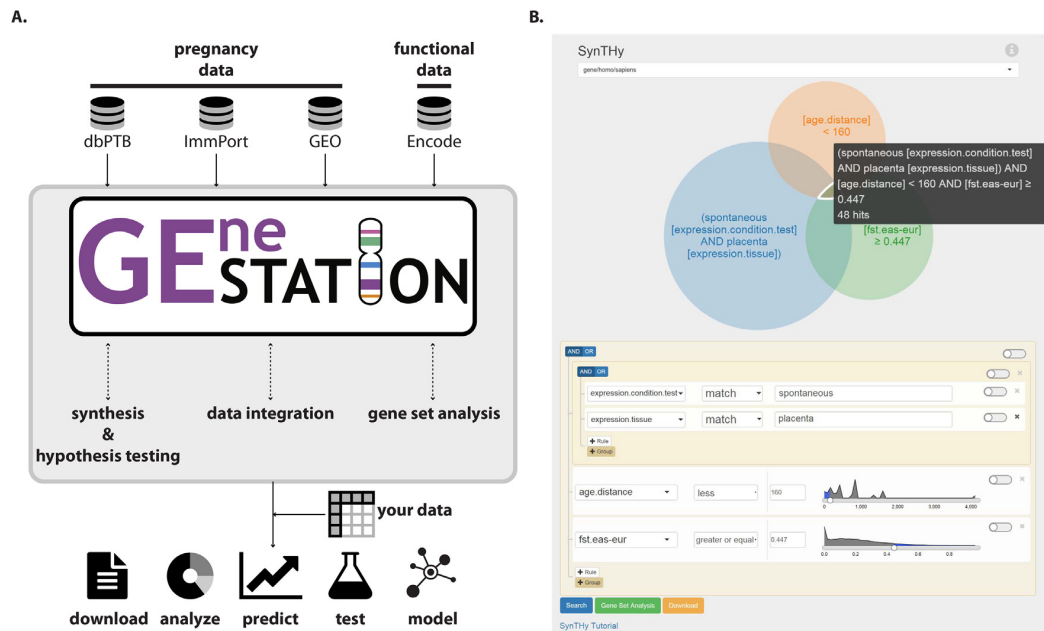 A.
pregnancy
data
functional
data
dbPTB
ImmPort
GEO
Encode
GEne
STATION
synthesis
&
hypothesis testing
data integration
gene set analysis
your data
download
analyze
predict
test
model
B.
SynTHy
gene/homo/sapiens
[age.distance]
< 160
(spontaneous [expression.condition.test]
AND placenta [expression.tissue]) AND
[age.distance] < 160 AND [fst.eas-eur] ≥
0.447
48 hits
(spontaneous
[expression.condition.test]
AND placenta
[expression.tissue])
[fst.eas-eur]
≥ 0.447
AND OR
AND OR
expression.condition.test match spontaneous
expression.tissue match placenta
+ Rule
+ Group
age.distance less 160
0 1,000 2,000 3,000 4,000
fst.eas-eur greater or equal 0.447
0.0 0.2 0.4 0.6 0.8
+ Rule
+ Group
Search Gene Set Analysis Download
SynTHy Tutorial